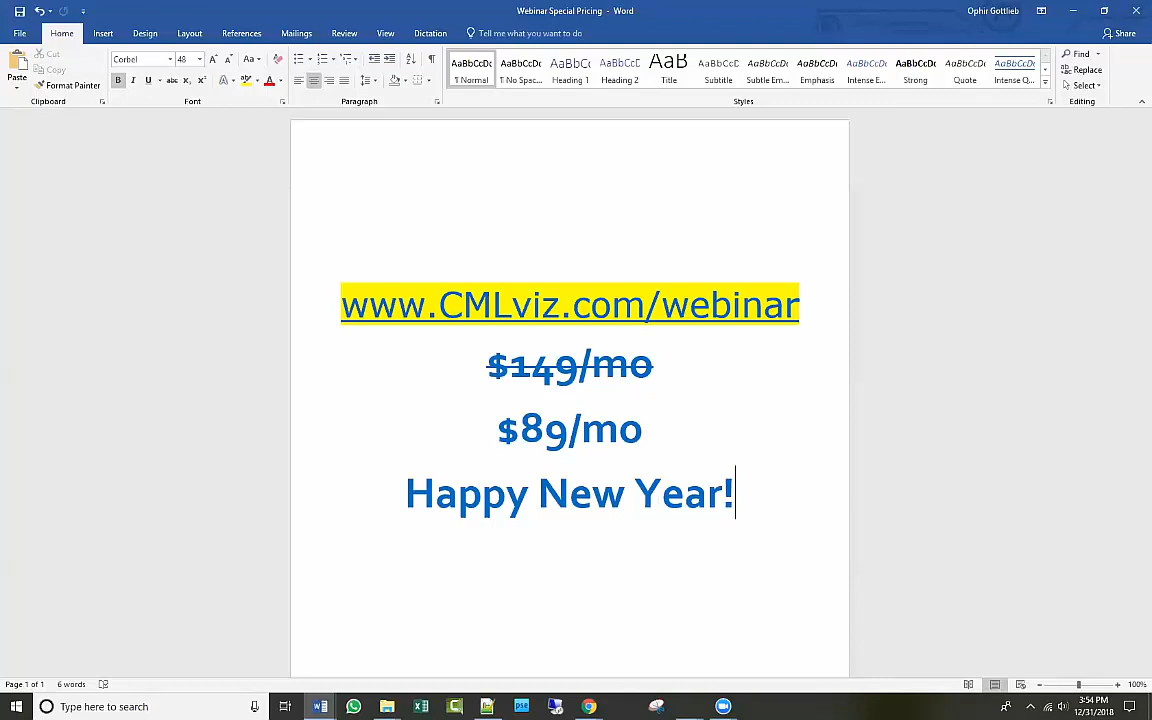 Webinar Special Pricing - Word
Ophir Gottlieb
File Home Insert Design Layout References Mailings Review View Dictation Tell me what you want to do Share
Paste
Cut
Copy
Format Painter
Clipboard
Corbel 48
Font
Paragraph
AaBbCcDc AaBbCcDc AaBbCc AaBbCcC AaB AaBbCcD AaBbCcDc AaBbCcDc AaBbCcDc AaBbCcDc AaBbCcDc AaBbCcDc
¶ Normal ¶ No Spac... Heading 1 Heading 2 Title Subtitle Subtle Em... Emphasis Intense E... Strong Quote Intense Q...
Styles
Find
Replace
Select
Editing
www.CMLviz.com/webinar
$149/mo
$89/mo
Happy New Year!
Page 1 of 1 6 words 100%
Type here to search
3:54 PM
12/31/2018